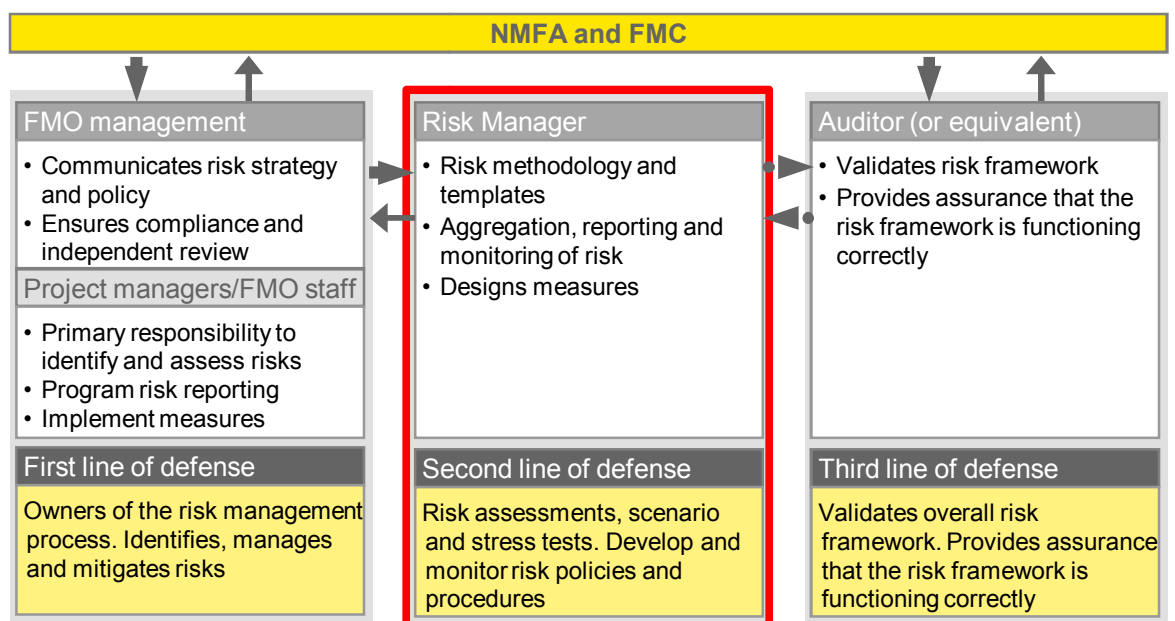 NMFA and FMC
FMO management
• Communicates risk strategy
and policy
• Ensures compliance and
independent review
Project managers/FMO staff
• Primary responsibility to
identify and assess risks
• Program risk reporting
• Implement measures
First line of defense
Owners of the risk management
process. Identifies, manages
and mitigates risks
Risk Manager
• Risk methodology and
templates
• Aggregation, reporting and
monitoring of risk
• Designs measures
Second line of defense
Risk assessments, scenario
and stress tests. Develop and
monitor risk policies and
procedures
Auditor (or equivalent)
• Validates risk framework
• Provides assurance that the
risk framework is functioning
correctly
Third line of defense
Validates overall risk
framework. Provides assurance
that the risk framework is
functioning correctly